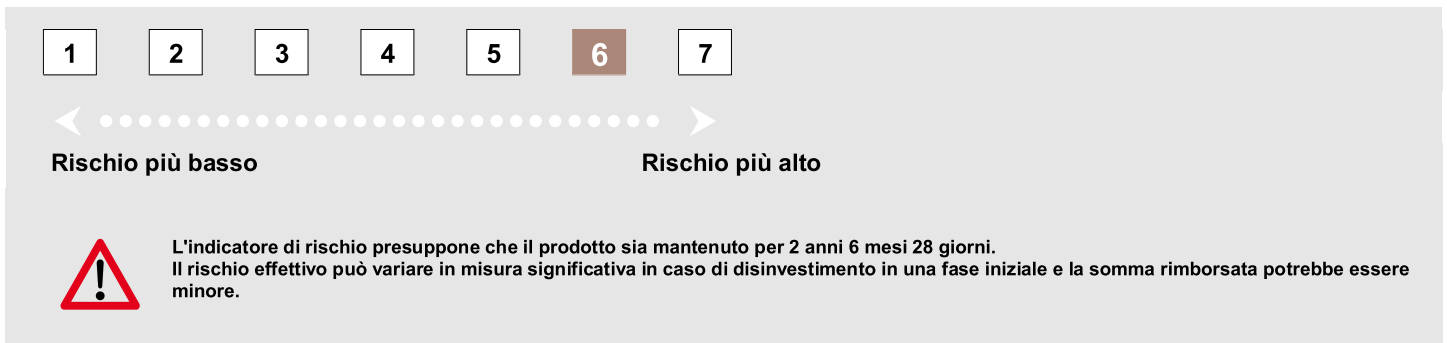 1 2 3 4 5 6 7
Rischio più basso Rischio più alto
L'indicatore di rischio presuppone che il prodotto sia mantenuto per 2 anni 6 mesi 28 giorni.
Il rischio effettivo può variare in misura significativa in caso di disinvestimento in una fase iniziale e la somma rimborsata potrebbe essere
minore.